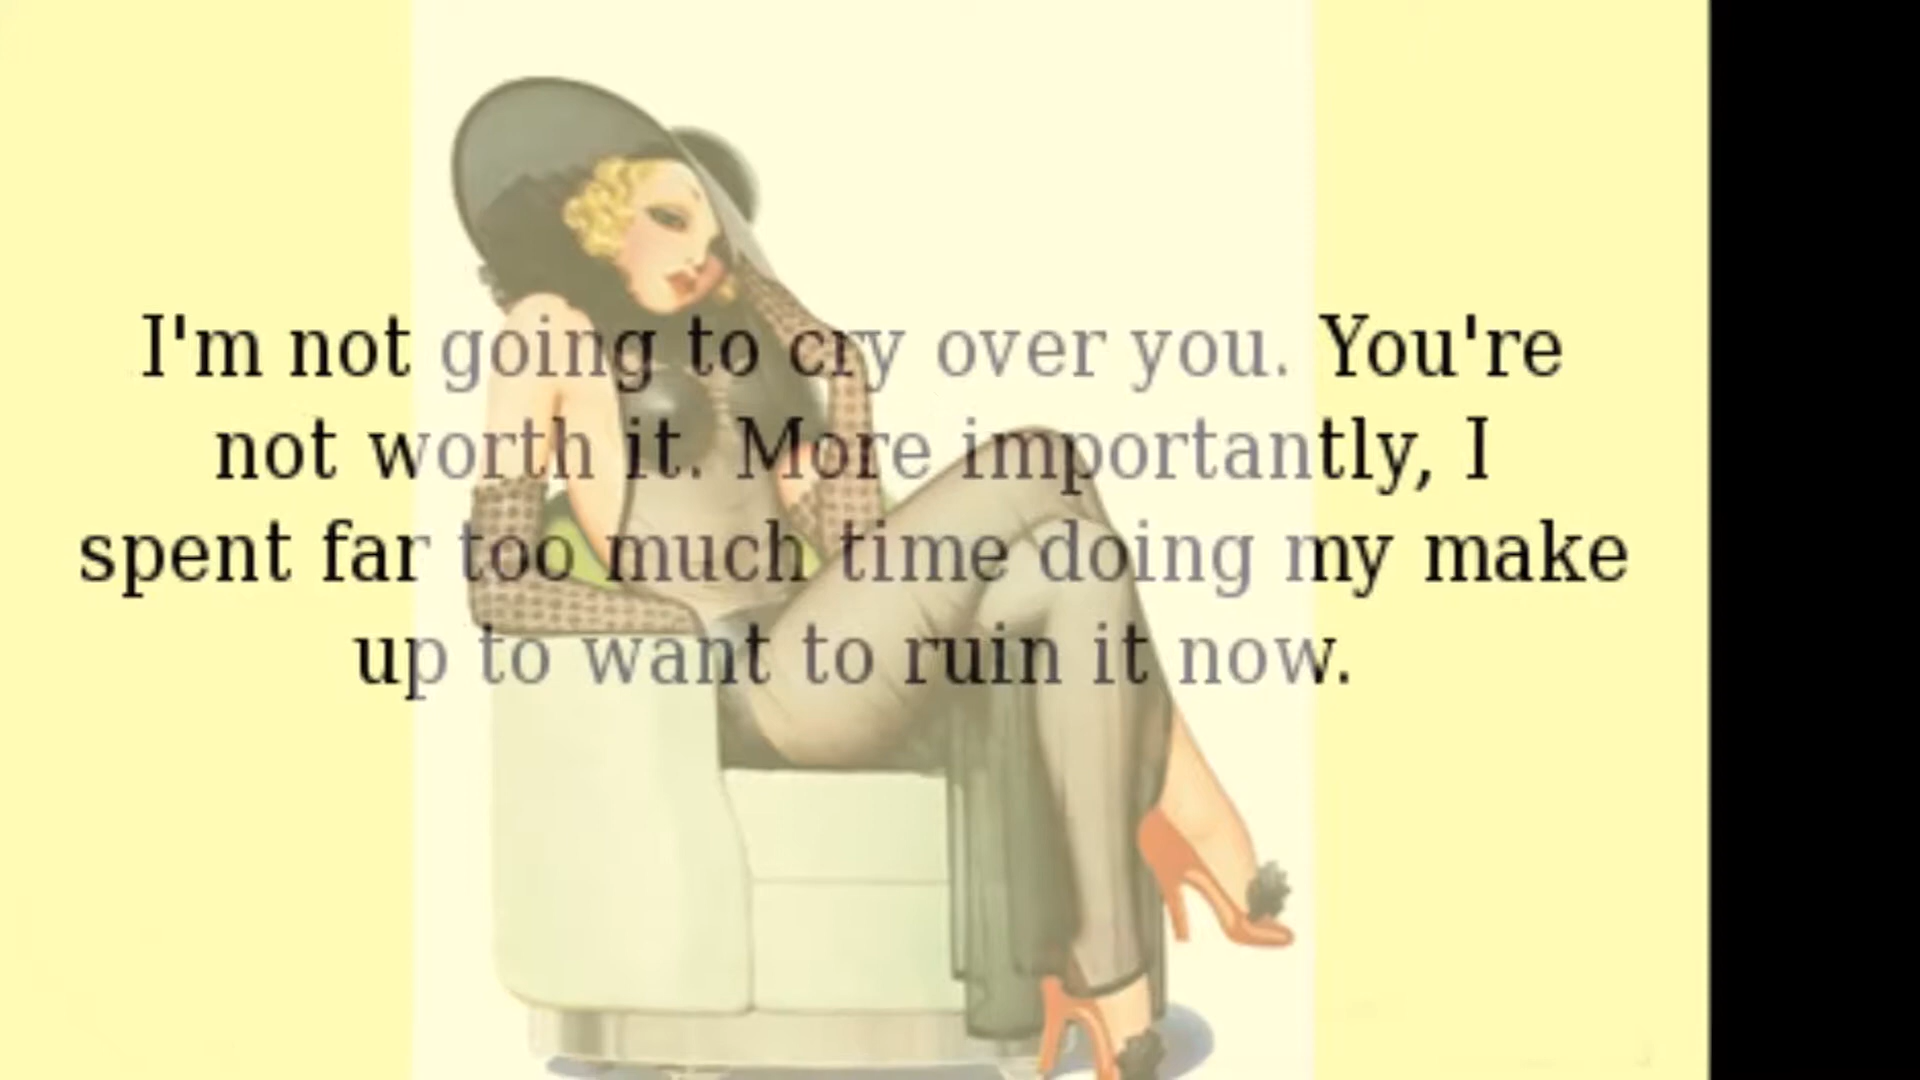 I'm not going to cry over you. You're
not worth it. More importantly, I
spent far too much time doing my make
up to want to ruin it now.